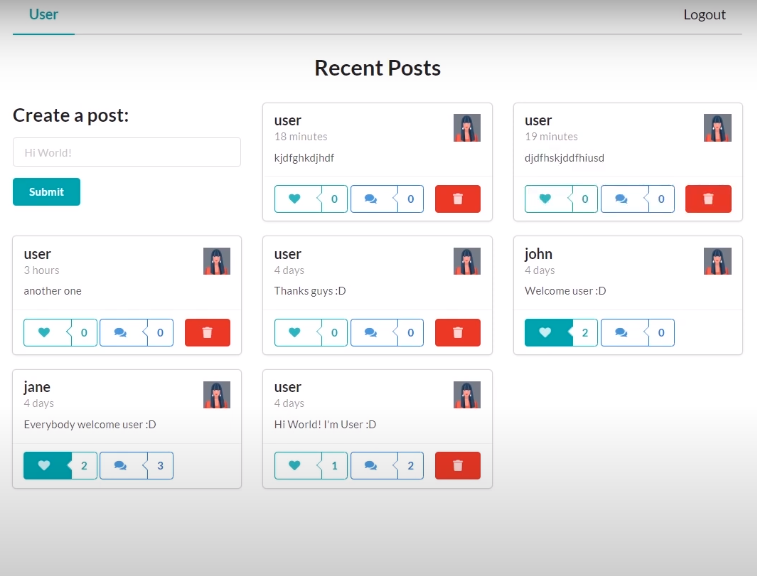 User
Logout
Recent Posts
Create a post:
Hi World!
Submit
user
18 minutes
kjdfghkdjhdf
0
0
user
19 minutes
djdfhskjddfhiusd
0
0
user
3 hours
another one
0
0
user
4 days
Thanks guys :D
0
0
john
4 days
Welcome user :D
2
0
jane
4 days
Everybody welcome user :D
2
3
user
4 days
Hi World! I'm User :D
1
2